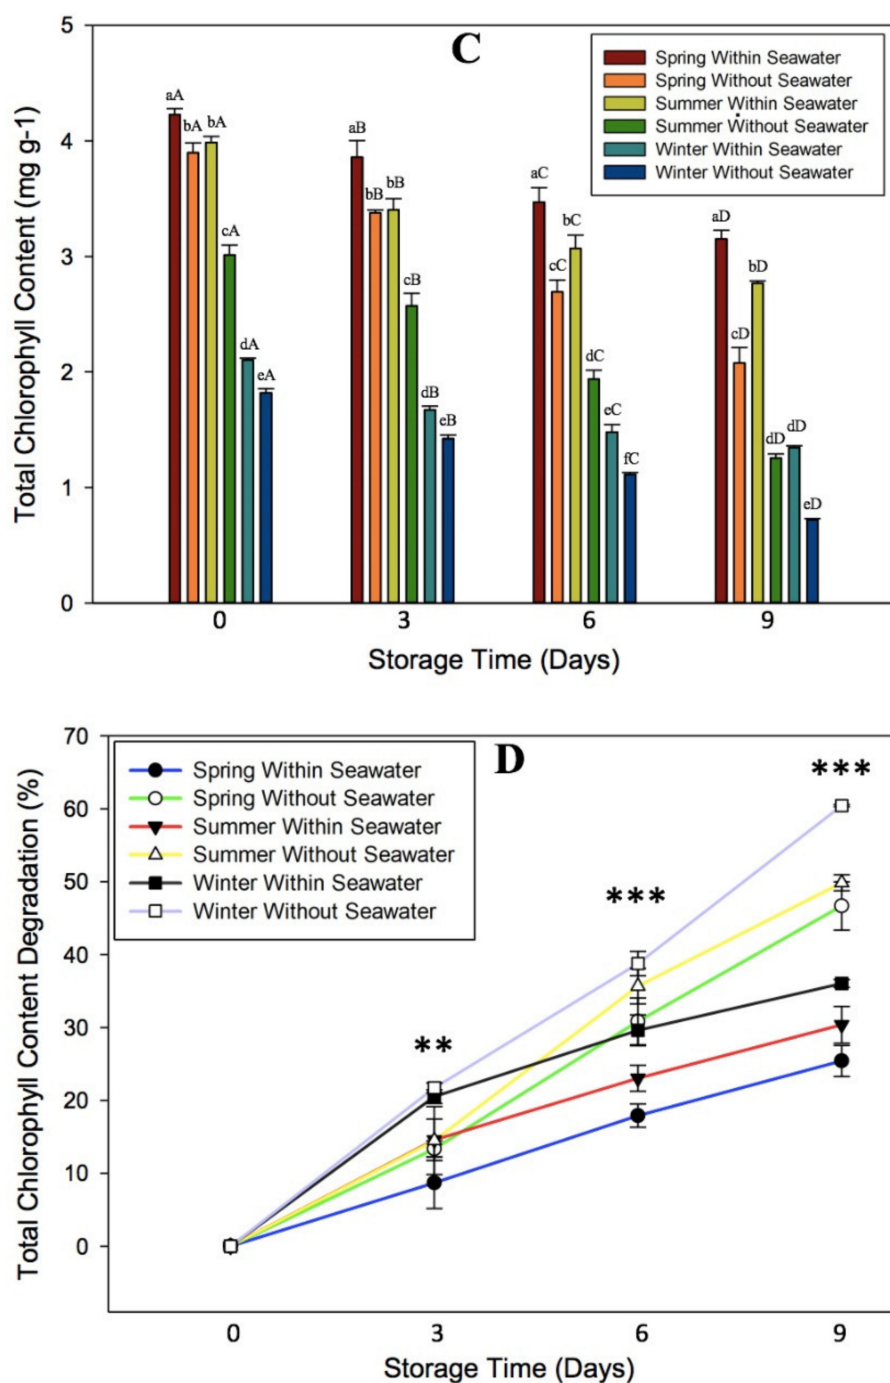 C
Total Chlorophyll Content (mg g-1)
5
4
3
2
1
0
Spring Within Seawater
Spring Without Seawater
Summer Within Seawater
Summer Without Seawater
Winter Within Seawater
Winter Without Seawater
aA
bA
bA
cA
dA
eA
aB
bB
bB
cB
dB
eB
aC
cC
bC
dC
eC
fC
aD
cD
bD
dD
dD
eD
0 3 6 9
Storage Time (Days)
D
Total Chlorophyll Content Degradation (%)
70
60
50
40
30
20
10
0
Spring Within Seawater
Spring Without Seawater
Summer Within Seawater
Summer Without Seawater
Winter Within Seawater
Winter Without Seawater
**
***
***
0 3 6 9
Storage Time (Days)